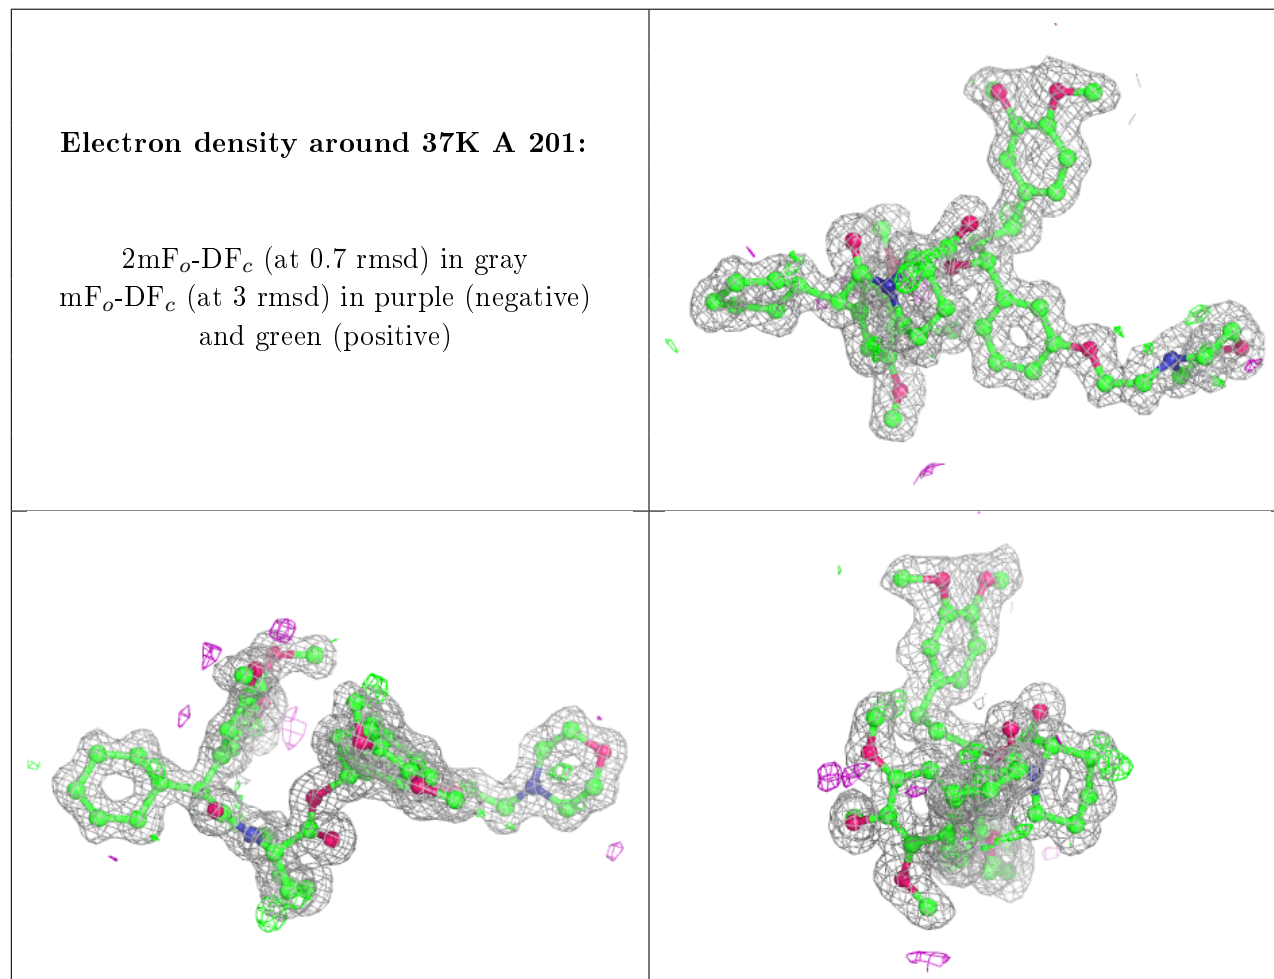 Electron density around 37K A 201:
2mFo-DFc (at 0.7 rmsd) in gray
mFo-DFc (at 3 rmsd) in purple (negative)
and green (positive)